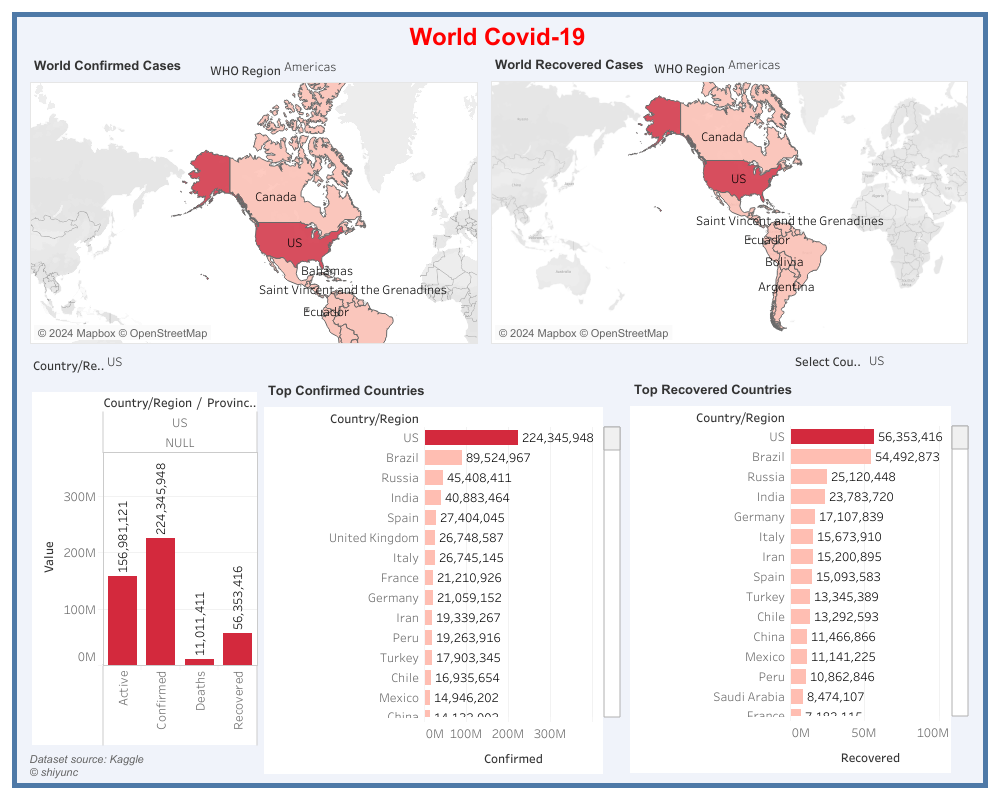 World Covid-19
World Confirmed Cases
WHO Region Americas
World Recovered Cases
WHO Region Americas
Canada
US
Bahamas
Saint Vincent and the Grenadines
Ecuador
© 2024 Mapbox © OpenStreetMap
Canada
US
Saint Vincent and the Grenadines
Ecuador
Bolivia
Argentina
© 2024 Mapbox © OpenStreetMap
Country/Re.. US
Select Cou.. US
Country/Region / Provinc..
US
NULL
Value
300M
200M
100M
0M
156,981,121
224,345,948
11,011,411
56,353,416
Active
Confirmed
Deaths
Recovered
Dataset source: Kaggle
© shiyunc
Top Confirmed Countries
Country/Region
US 224,345,948
Brazil 89,524,967
Russia 45,408,411
India 40,883,464
Spain 27,404,045
United Kingdom 26,748,587
Italy 26,745,145
France 21,210,926
Germany 21,059,152
Iran 19,339,267
Peru 19,263,916
Turkey 17,903,345
Chile 16,935,654
Mexico 14,946,202
China
0M 100M 200M 300M
Confirmed
Top Recovered Countries
Country/Region
US 56,353,416
Brazil 54,492,873
Russia 25,120,448
India 23,783,720
Germany 17,107,839
Italy 15,673,910
Iran 15,200,895
Spain 15,093,583
Turkey 13,345,389
Chile 13,292,593
China 11,466,866
Mexico 11,141,225
Peru 10,862,846
Saudi Arabia 8,474,107
France
0M 50M 100M
Recovered